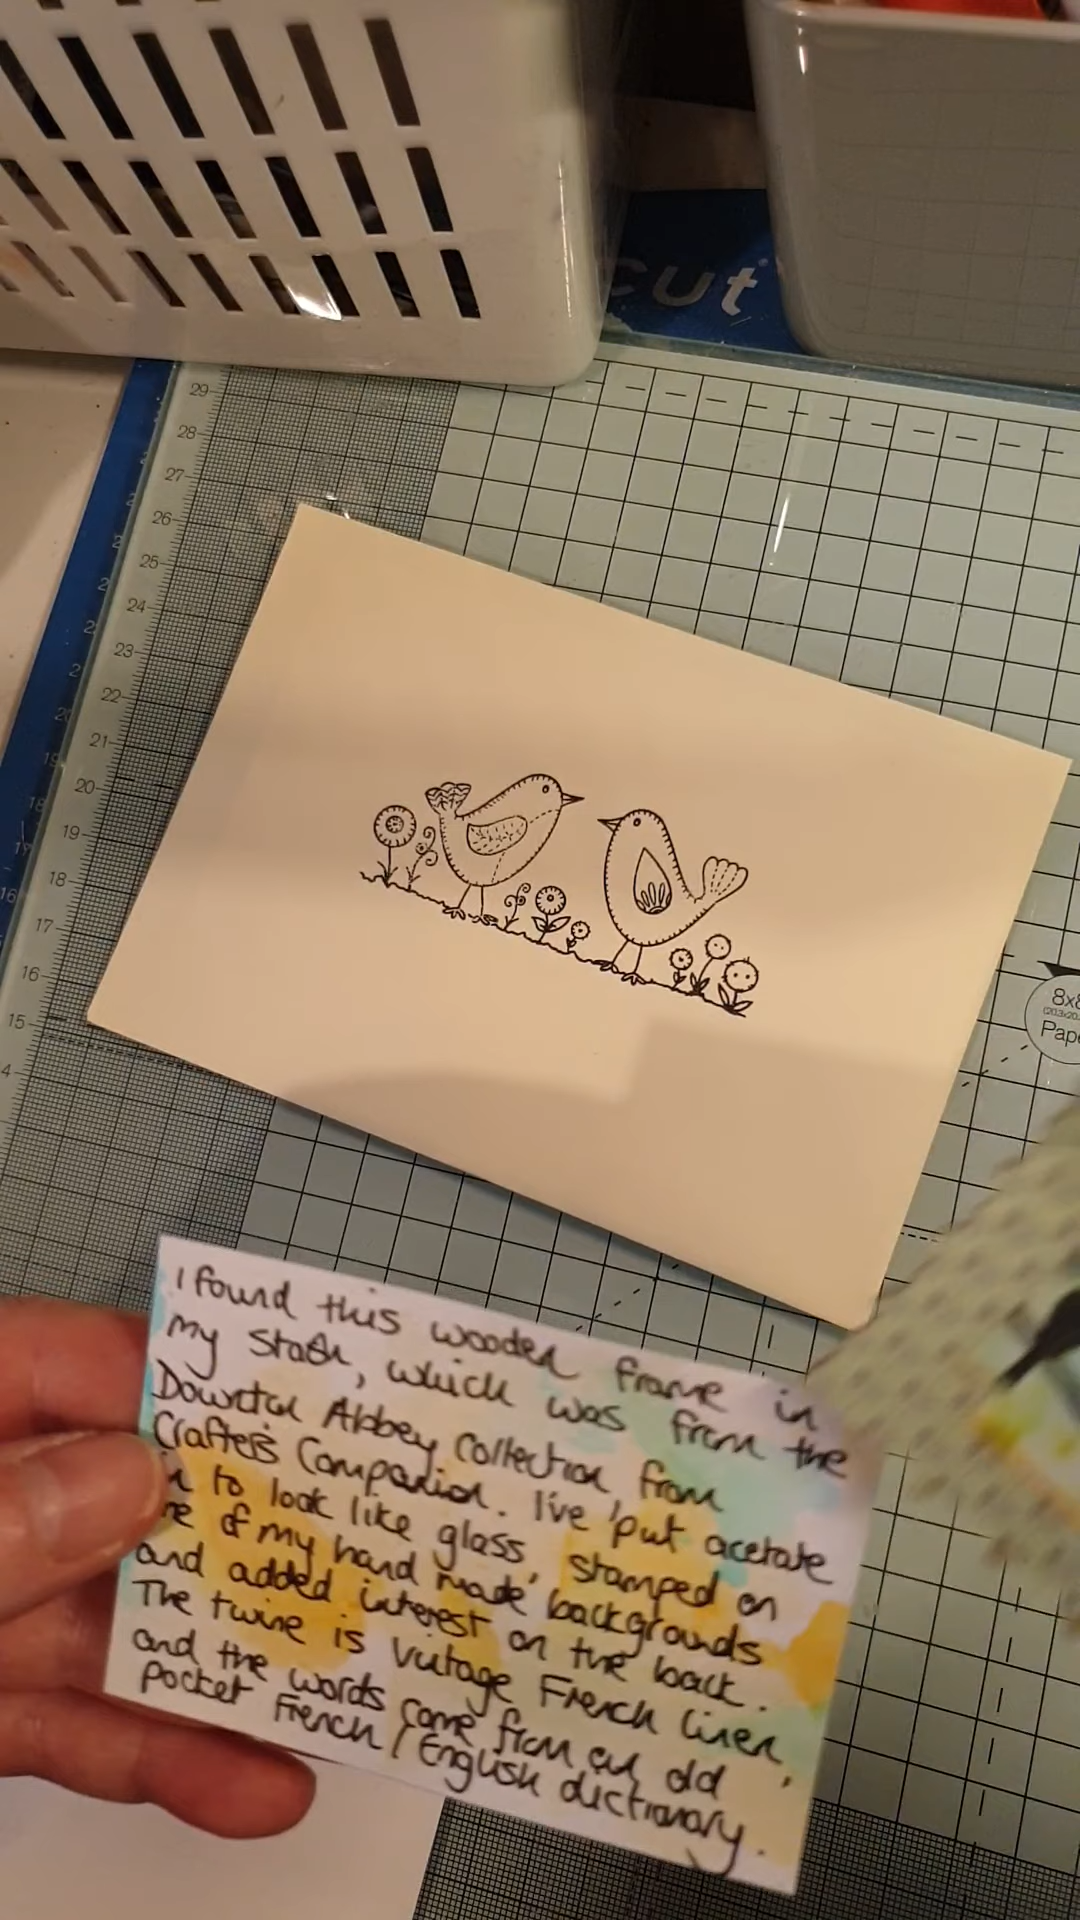 cut
29
28
27
26
25
24
23
22
21
20
19
18
17
16
15
8x8
Pape
I found this wooden frame in
my stash, which was from the
Downton Abbey Collection from
Crafter's Companion. I've put acetate
in to look like glass, stamped on
of my hand made backgrounds
and added interest on the back.
The twine is vintage French linen,
and the words come from an old
pocket French / English dictionary.